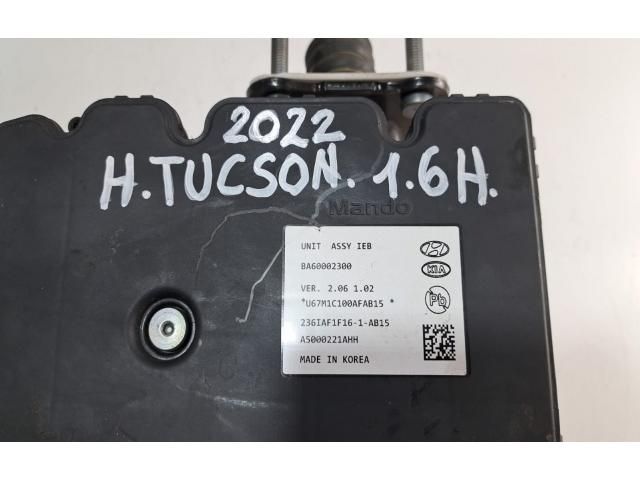 2022
H.TUCSON. 1.6H.
Mando
UNIT ASSY IEB
BA60002300
KIA
VER. 2.06 1.02
*U67M1C100AFAB15 *
Pb
236IAF1F16-1-AB15
A5000221AHH
MADE IN KOREA